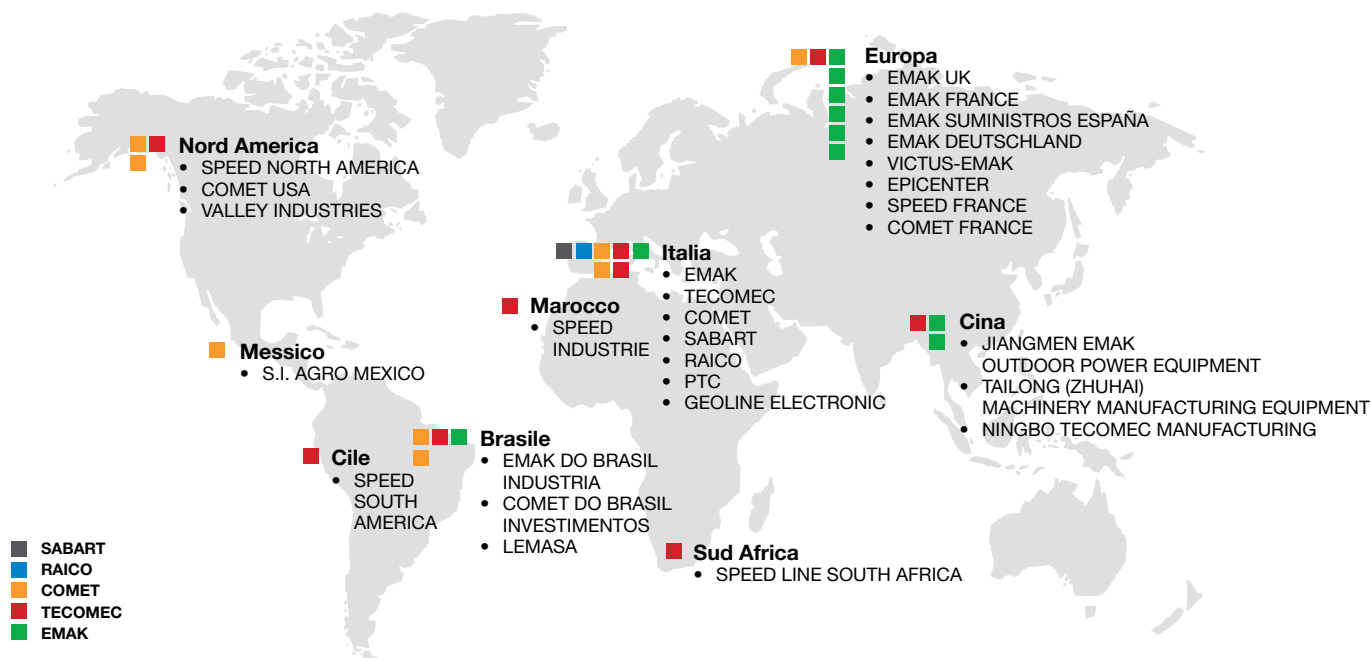 Europa
• EMAK UK
• EMAK FRANCE
• EMAK SUMINISTROS ESPAÑA
• EMAK DEUTSCHLAND
• VICTUS-EMAK
• EPICENTER
• SPEED FRANCE
• COMET FRANCE
Nord America
• SPEED NORTH AMERICA
• COMET USA
• VALLEY INDUSTRIES
Italia
• EMAK
• TECOMEC
• COMET
• SABART
• RAICO
• PTC
• GEOLINE ELECTRONIC
Marocco
• SPEED
INDUSTRIE
Cina
• JIANGMEN EMAK
OUTDOOR POWER EQUIPMENT
• TAILONG (ZHUHAI)
MACHINERY MANUFACTURING EQUIPMENT
• NINGBO TECOMEC MANUFACTURING
Messico
• S.I. AGRO MEXICO
Cile
• SPEED
SOUTH
AMERICA
Brasile
• EMAK DO BRASIL
INDUSTRIA
• COMET DO BRASIL
INVESTIMENTOS
• LEMASA
Sud Africa
• SPEED LINE SOUTH AFRICA
SABART
RAICO
COMET
TECOMEC
EMAK